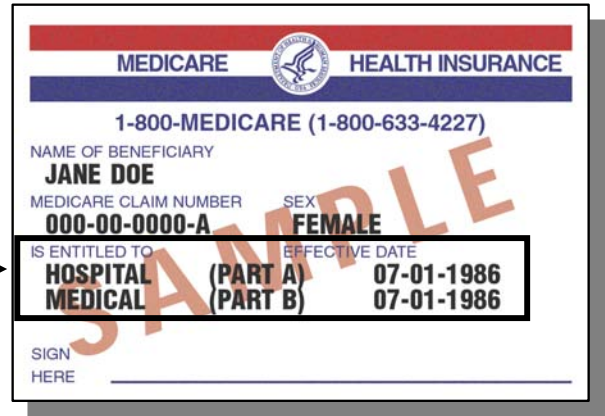 MEDICARE HEALTH INSURANCE
1-800-MEDICARE (1-800-633-4227)
NAME OF BENEFICIARY
JANE DOE
MEDICARE CLAIM NUMBER SEX
000-00-0000-A FEMALE
IS ENTITLED TO EFFECTIVE DATE
HOSPITAL (PART A) 07-01-1986
MEDICAL (PART B) 07-01-1986
SIGN
HERE
SAMPLE